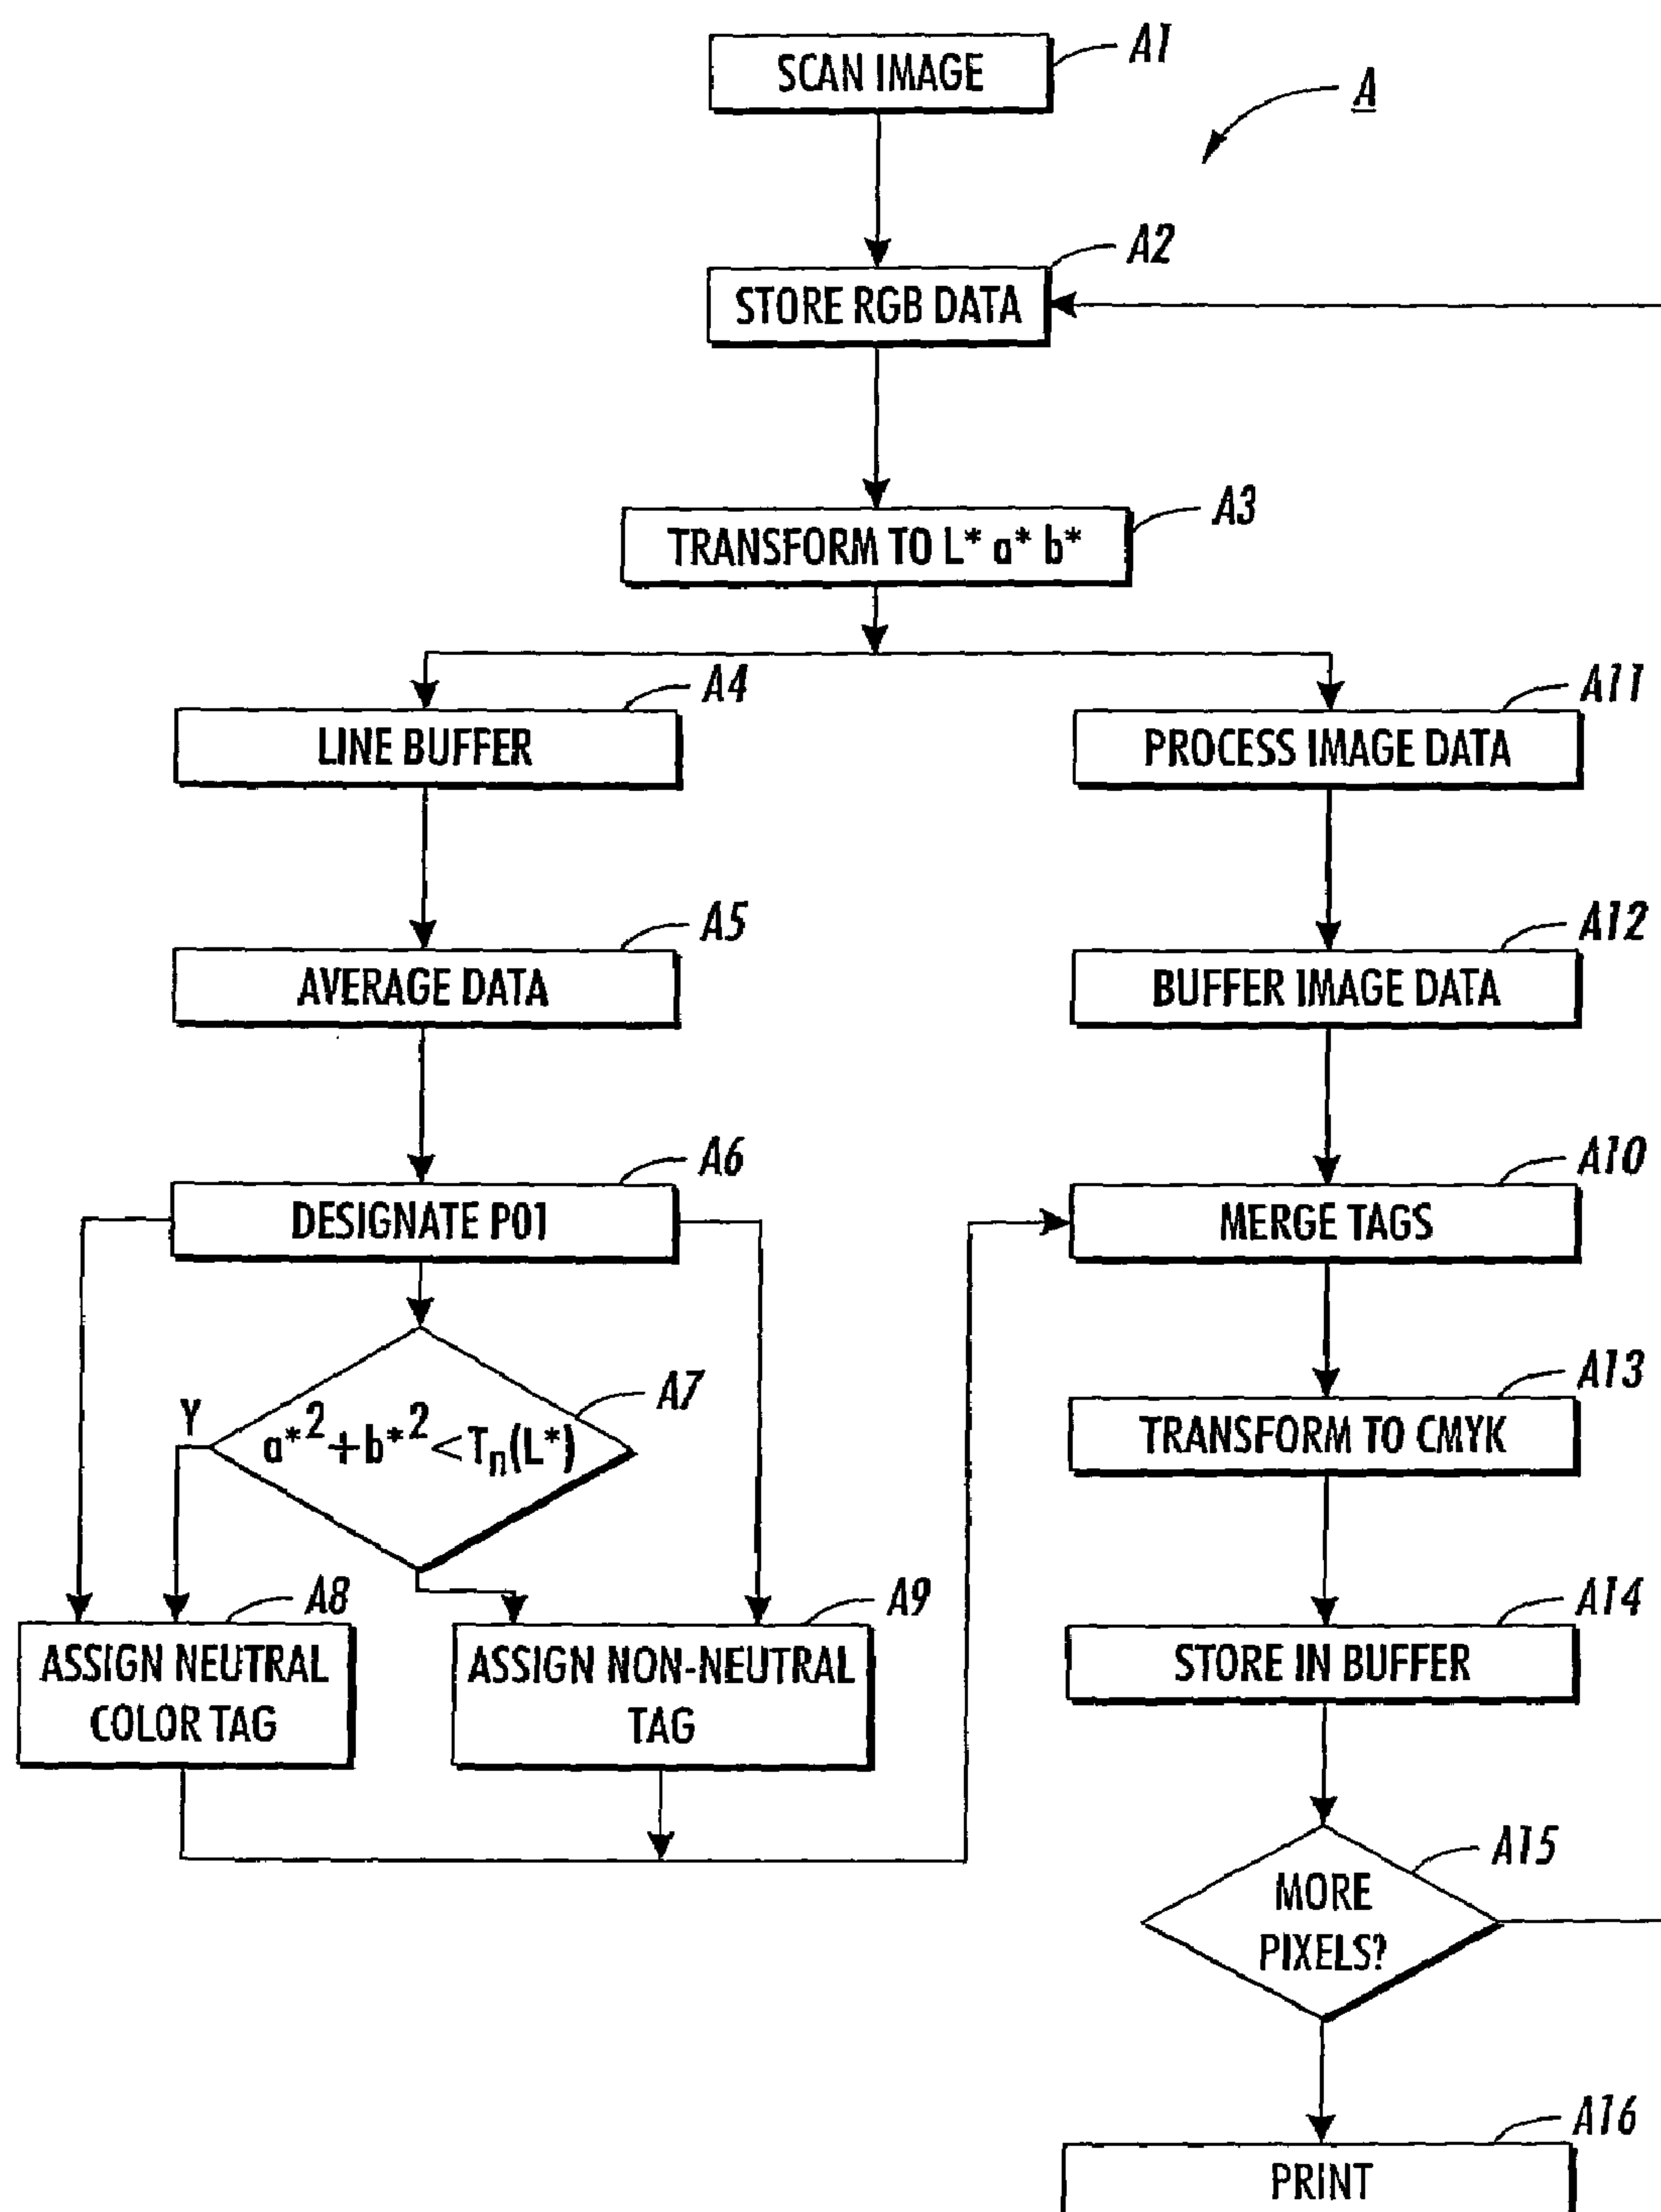 SCAN IMAGE
A1
A
STORE RGB DATA
A2
TRANSFORM TO L* a* b*
A3
LINE BUFFER
A4
PROCESS IMAGE DATA
A11
AVERAGE DATA
A5
BUFFER IMAGE DATA
A12
DESIGNATE P01
A6
MERGE TAGS
A10
Y
a*²+b*²<Tₙ(L*)
A7
TRANSFORM TO CMYK
A13
ASSIGN NEUTRAL
COLOR TAG
A8
ASSIGN NON-NEUTRAL
TAG
A9
STORE IN BUFFER
A14
MORE
PIXELS?
A15
PRINT
A16